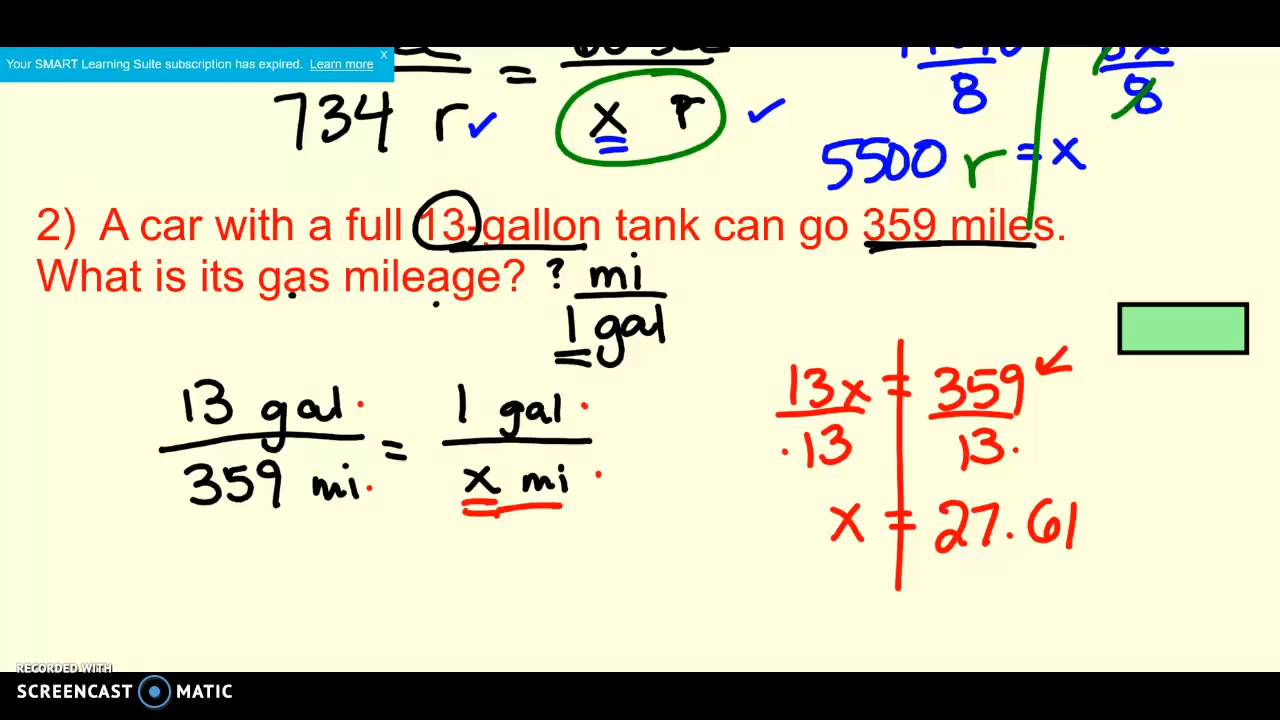 Your SMART Learning Suite subscription has expired. Learn more x
=
8
8
734 r
x r
5500 r = x
2) A car with a full 13-gallon tank can go 359 miles.
What is its gas mileage? ? mi
1 gal
13 gal = 1 gal
359 mi x mi
13x = 359
13 13
x = 27.61
RECORDED WITH
SCREENCAST MATIC